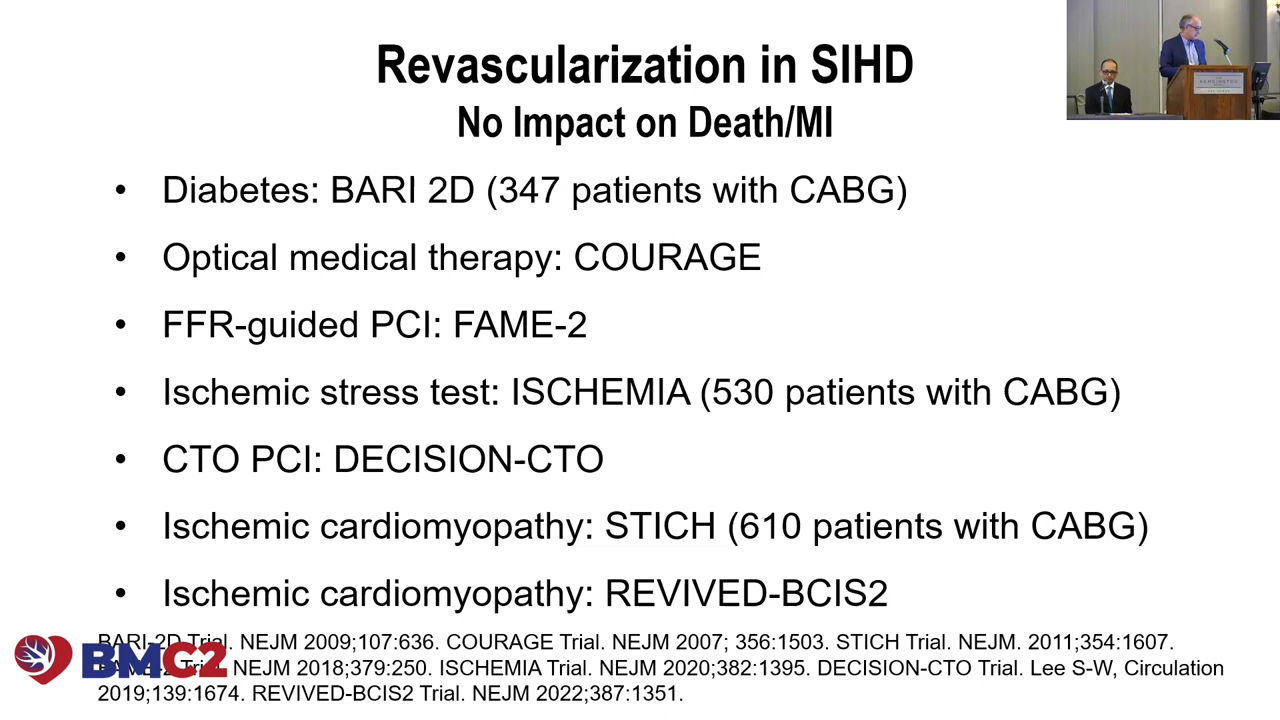 Revascularization in SIHD
No Impact on Death/MI
• Diabetes: BARI 2D (347 patients with CABG)
• Optical medical therapy: COURAGE
• FFR-guided PCI: FAME-2
• Ischemic stress test: ISCHEMIA (530 patients with CABG)
• CTO PCI: DECISION-CTO
• Ischemic cardiomyopathy: STICH (610 patients with CABG)
• Ischemic cardiomyopathy: REVIVED-BCIS2
BARI-2D Trial. NEJM 2009;107:636. COURAGE Trial. NEJM 2007; 356:1503. STICH Trial. NEJM. 2011;354:1607.
NEJM 2018;379:250. ISCHEMIA Trial. NEJM 2020;382:1395. DECISION-CTO Trial. Lee S-W, Circulation
2019;139:1674. REVIVED-BCIS2 Trial. NEJM 2022;387:1351.
BMC2